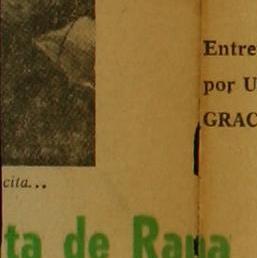 Entre
por U
GRAC
cita...
ta de Rana